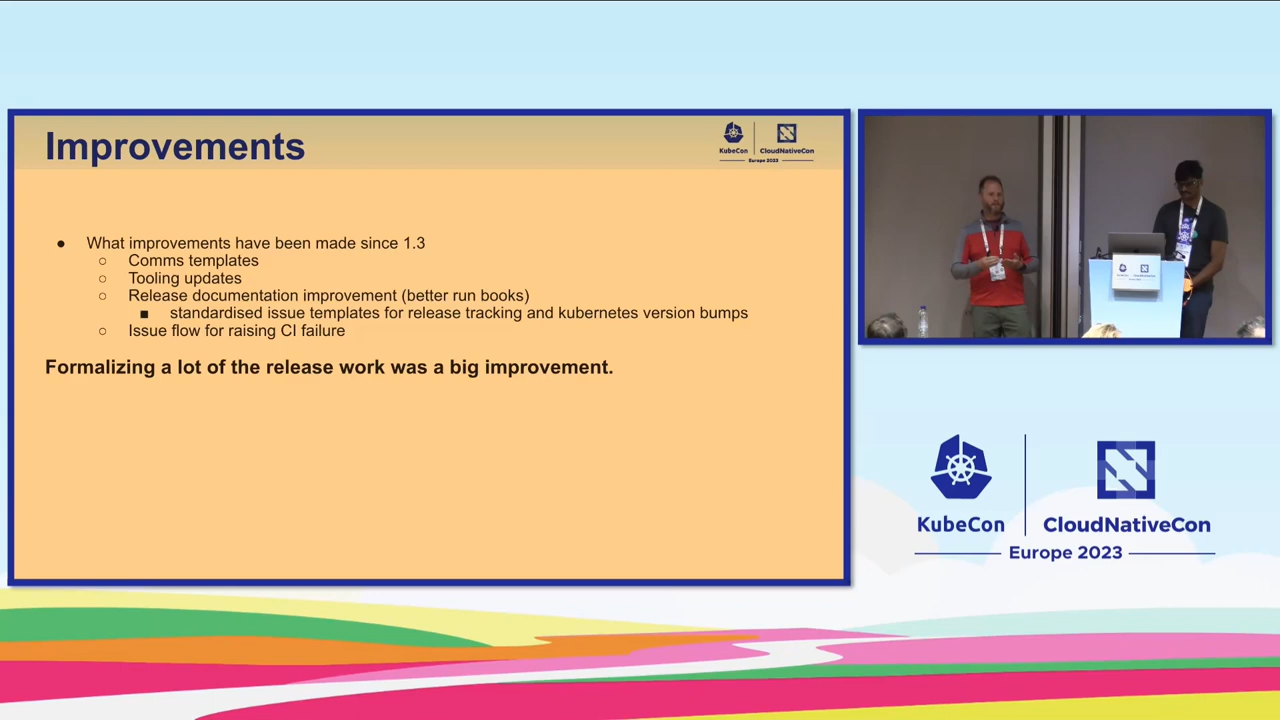 Improvements
KubeCon
CloudNativeCon
Europe 2023
● What improvements have been made since 1.3
○ Comms templates
○ Tooling updates
○ Release documentation improvement (better run books)
■ standardised issue templates for release tracking and kubernetes version bumps
○ Issue flow for raising CI failure
Formalizing a lot of the release work was a big improvement.
KubeCon
CloudNativeCon
Europe 2023